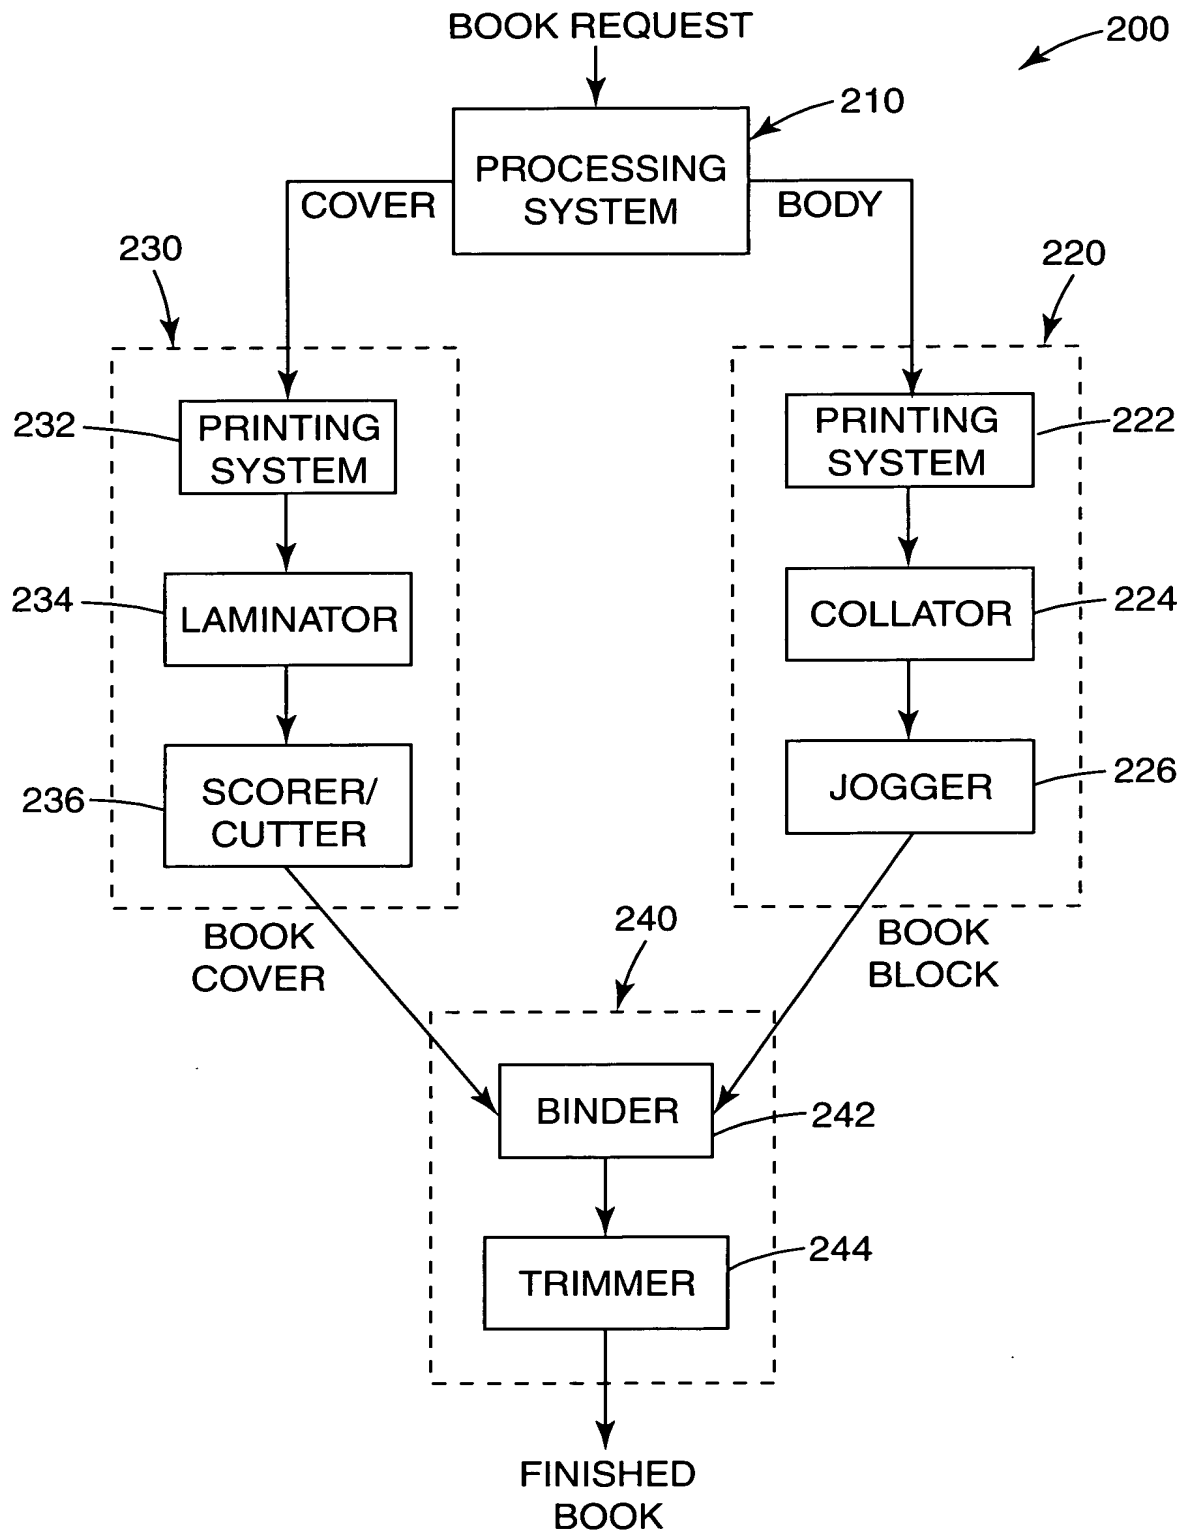 BOOK REQUEST
200
210
PROCESSING
SYSTEM
COVER
BODY
230
220
232
PRINTING
SYSTEM
PRINTING
SYSTEM
222
234
LAMINATOR
COLLATOR
224
236
SCORER/
CUTTER
JOGGER
226
BOOK
COVER
240
BOOK
BLOCK
BINDER
242
TRIMMER
244
FINISHED
BOOK